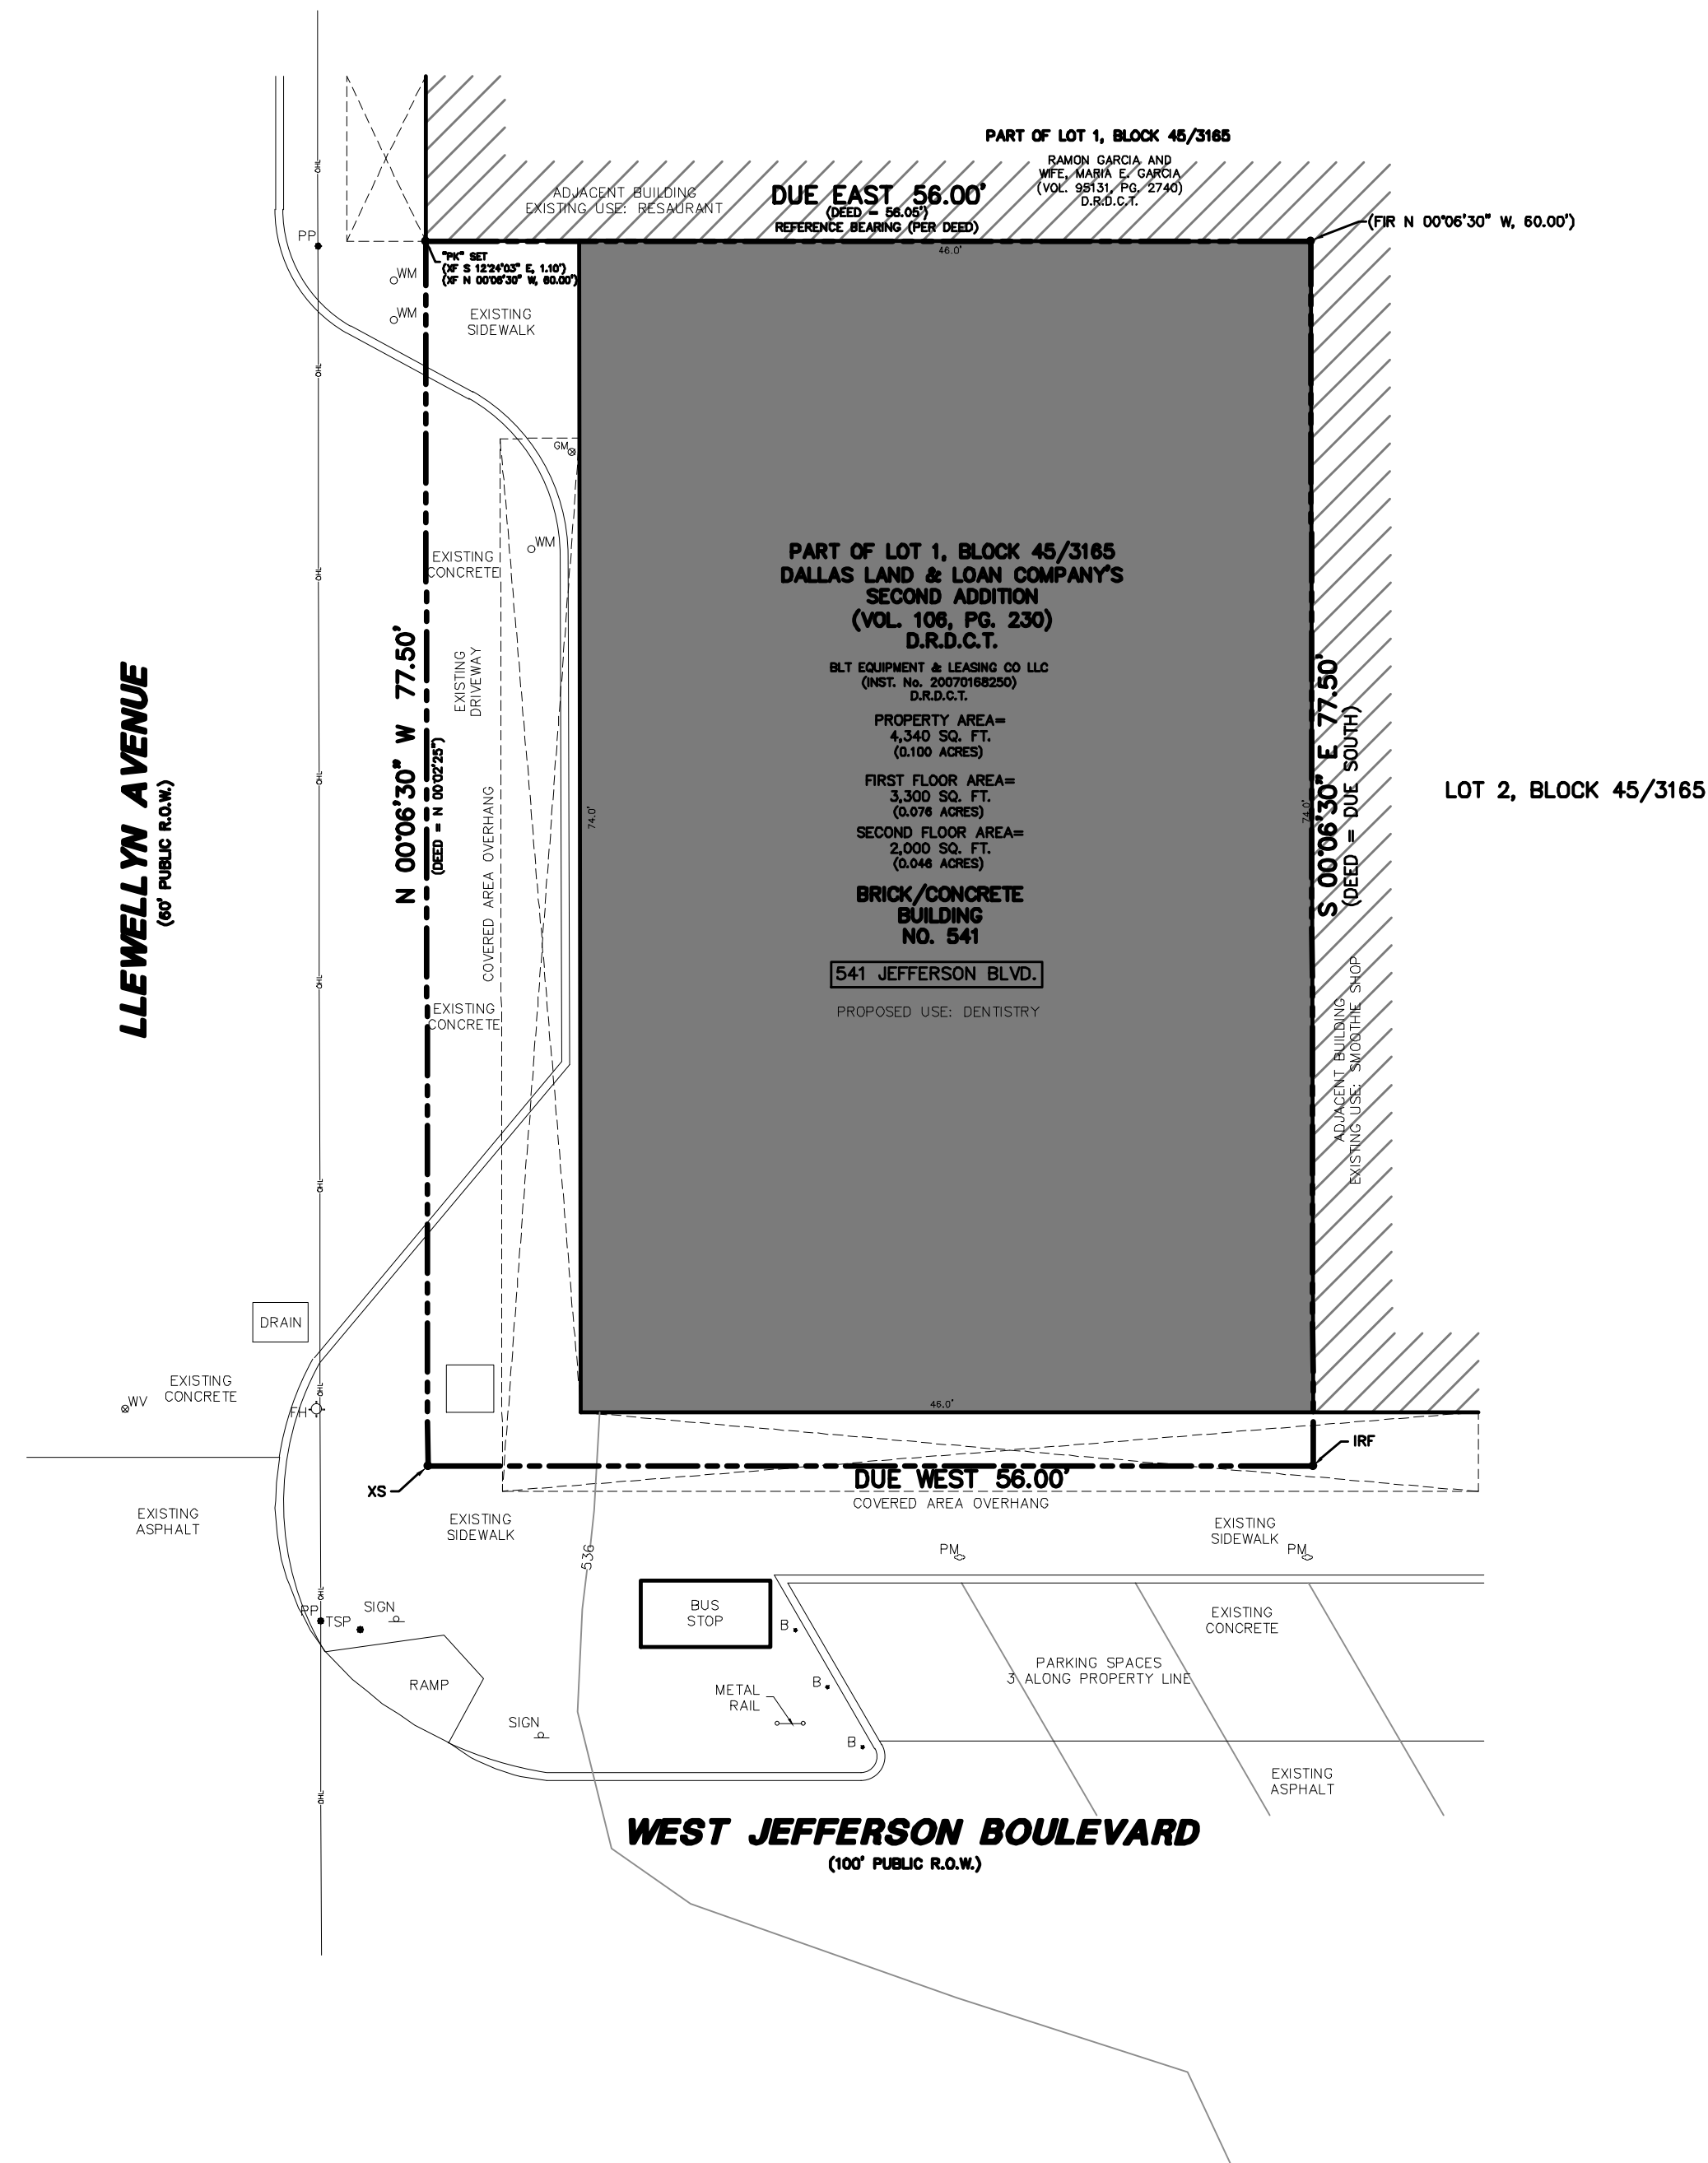 PART OF LOT 1, BLOCK 45/3165
RAMON GARCIA AND
WIFE, MARIA E. GARCIA
(VOL. 95131, PG. 2740)
D.R.D.C.T.
ADJACENT BUILDING
EXISTING USE: RESAURANT
DUE EAST 56.00'
(DEED = 56.05')
REFERENCE BEARING (PER DEED)
(FIR N 00°06'30" W, 60.00')
PP
46.0'
"PK" SET
(XF S 12°24'03" E, 1.10')
(XF N 00°06'30" W, 60.00')
WM
WM
EXISTING
SIDEWALK
OHL
OHL
OHL
OHL
OHL
OHL
OHL
OHL
OHL
GM
WM
EXISTING
CONCRETE
EXISTING
DRIVEWAY
COVERED AREA OVERHANG
N 00°06'30" W 77.50'
(DEED = N 00°02'25")
LLEWELLYN AVENUE
(60' PUBLIC R.O.W.)
74.0'
PART OF LOT 1, BLOCK 45/3165
DALLAS LAND & LOAN COMPANY'S
SECOND ADDITION
(VOL. 106, PG. 230)
D.R.D.C.T.
BLT EQUIPMENT & LEASING CO LLC
(INST. No. 20070168250)
D.R.D.C.T.
PROPERTY AREA=
4,340 SQ. FT.
(0.100 ACRES)
FIRST FLOOR AREA=
3,300 SQ. FT.
(0.076 ACRES)
SECOND FLOOR AREA=
2,000 SQ. FT.
(0.046 ACRES)
BRICK/CONCRETE
BUILDING
NO. 541
541 JEFFERSON BLVD.
PROPOSED USE: DENTISTRY
74.0'
S 00°06'30" E 77.50'
(DEED = DUE SOUTH)
LOT 2, BLOCK 45/3165
ADJACENT BUILDING
EXISTING USE: SMOOTHIE SHOP
EXISTING
CONCRETE
DRAIN
EXISTING
CONCRETE
WV
FH
46.0'
IRF
XS
DUE WEST 56.00'
COVERED AREA OVERHANG
EXISTING
ASPHALT
EXISTING
SIDEWALK
536
EXISTING
SIDEWALK
PM
PM
PP
TSP
SIGN
BUS
STOP
B
EXISTING
CONCRETE
PARKING SPACES
3 ALONG PROPERTY LINE
RAMP
B
METAL
RAIL
SIGN
B
EXISTING
ASPHALT
WEST JEFFERSON BOULEVARD
(100' PUBLIC R.O.W.)